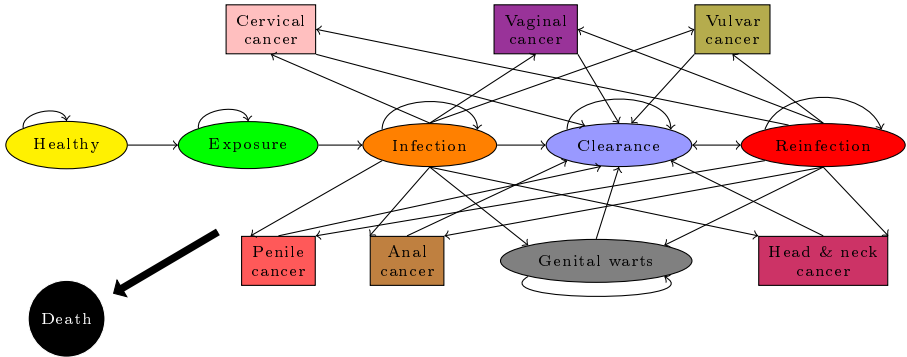 Cervical
cancer
Vaginal
cancer
Vulvar
cancer
Healthy
Exposure
Infection
Clearance
Reinfection
Penile
cancer
Anal
cancer
Genital warts
Head & neck
cancer
Death